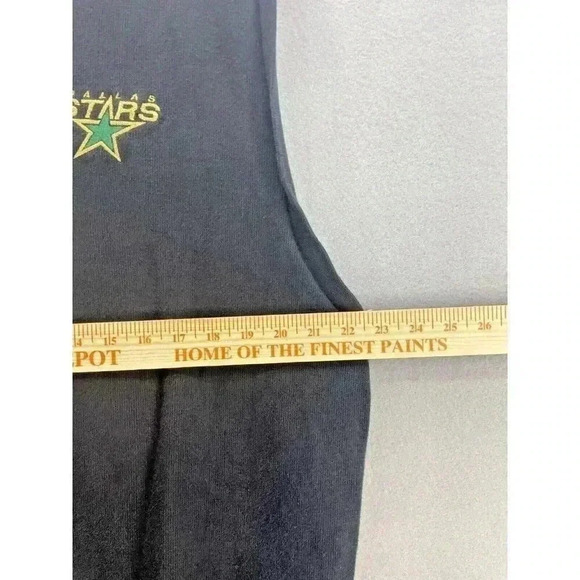 ALLAS
STARS
4 15 16 17 18 19 20 21 22 23 24 25 26
POT HOME OF THE FINEST PAINTS